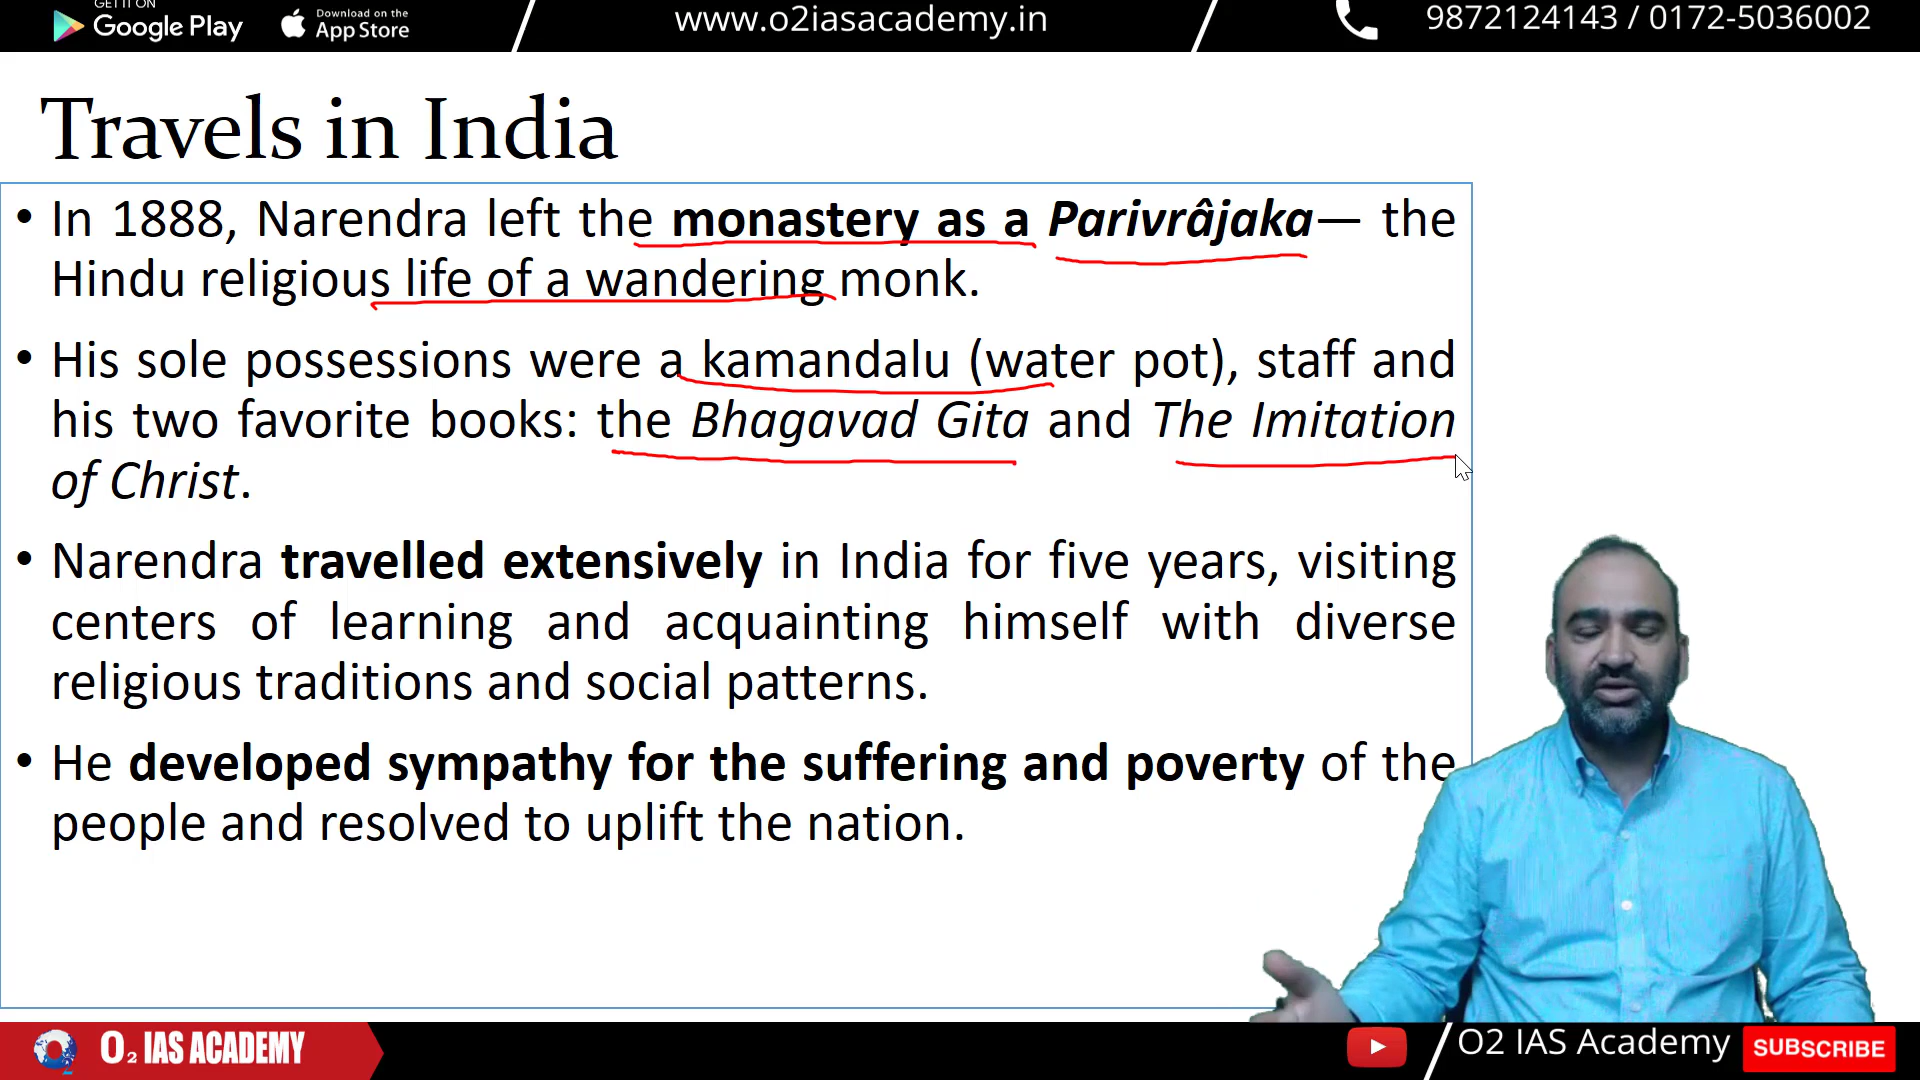 GET IT ON
Google Play
Download on the
App Store
www.o2iasacademy.in
9872124143 / 0172-5036002
Travels in India
• In 1888, Narendra left the monastery as a Parivrâjaka— the
Hindu religious life of a wandering monk.
• His sole possessions were a kamandalu (water pot), staff and
his two favorite books: the Bhagavad Gita and The Imitation
of Christ.
• Narendra travelled extensively in India for five years, visiting
centers of learning and acquainting himself with diverse
religious traditions and social patterns.
• He developed sympathy for the suffering and poverty of the
people and resolved to uplift the nation.
O2 IAS ACADEMY
O2 IAS Academy
SUBSCRIBE